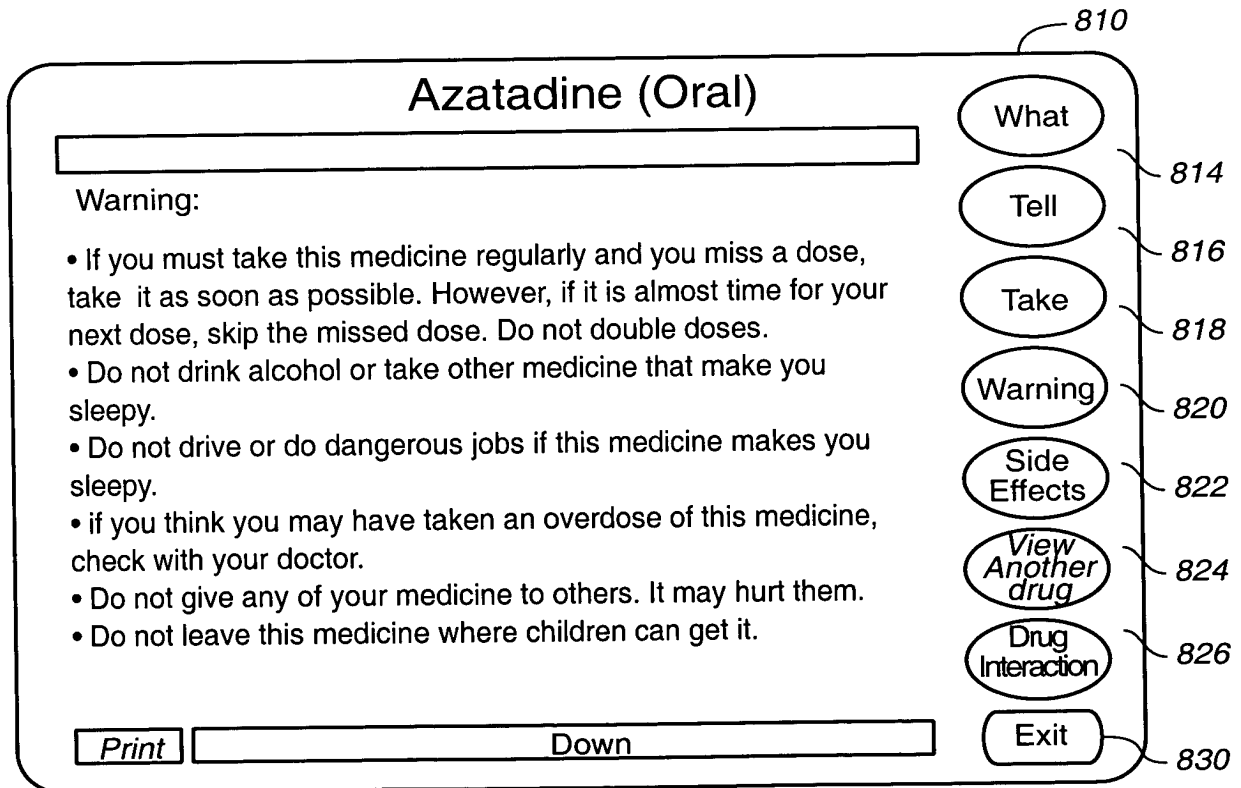 810
Azatadine (Oral)
What
814
Warning:
Tell
816
• If you must take this medicine regularly and you miss a dose,
take it as soon as possible. However, if it is almost time for your
next dose, skip the missed dose. Do not double doses.
Take
818
• Do not drink alcohol or take other medicine that make you
sleepy.
Warning
820
• Do not drive or do dangerous jobs if this medicine makes you
sleepy.
Side
Effects
822
• if you think you may have taken an overdose of this medicine,
check with your doctor.
View
Another
drug
824
• Do not give any of your medicine to others. It may hurt them.
• Do not leave this medicine where children can get it.
Drug
Interaction
826
Print
Down
Exit
830